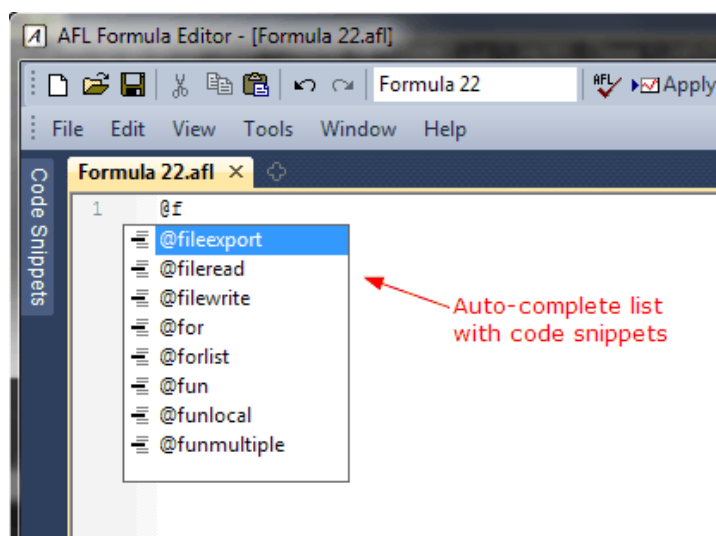 AFL Formula Editor - [Formula 22.afl]
Formula 22
AFL
Apply
File Edit View Tools Window Help
Code Snippets
Formula 22.afl
1 @f
@fileexport
@fileread
@filewrite
@for
@forlist
@fun
@funlocal
@funmultiple
Auto-complete list
with code snippets